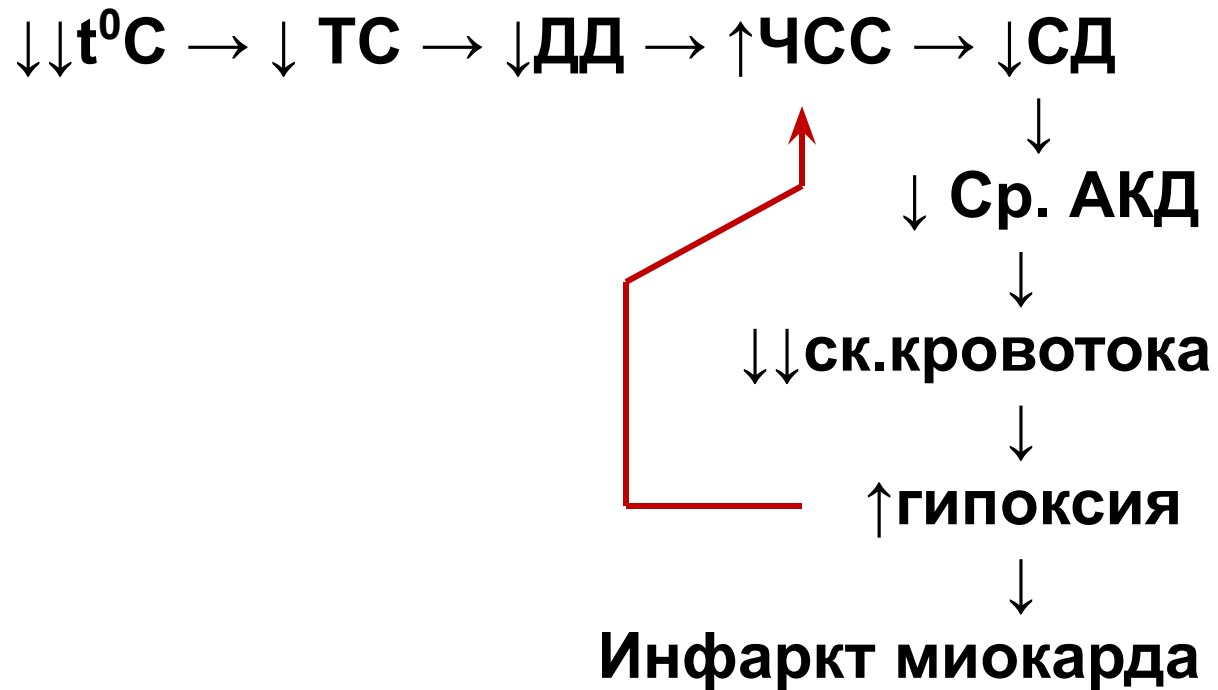 ↓↓t⁰C → ↓ ТС → ↓ДД → ↑ЧСС → ↓СД
↓
↓ Ср. АКД
↓
↓↓ск.кровотока
↓
↑гипоксия
↓
Инфаркт миокарда